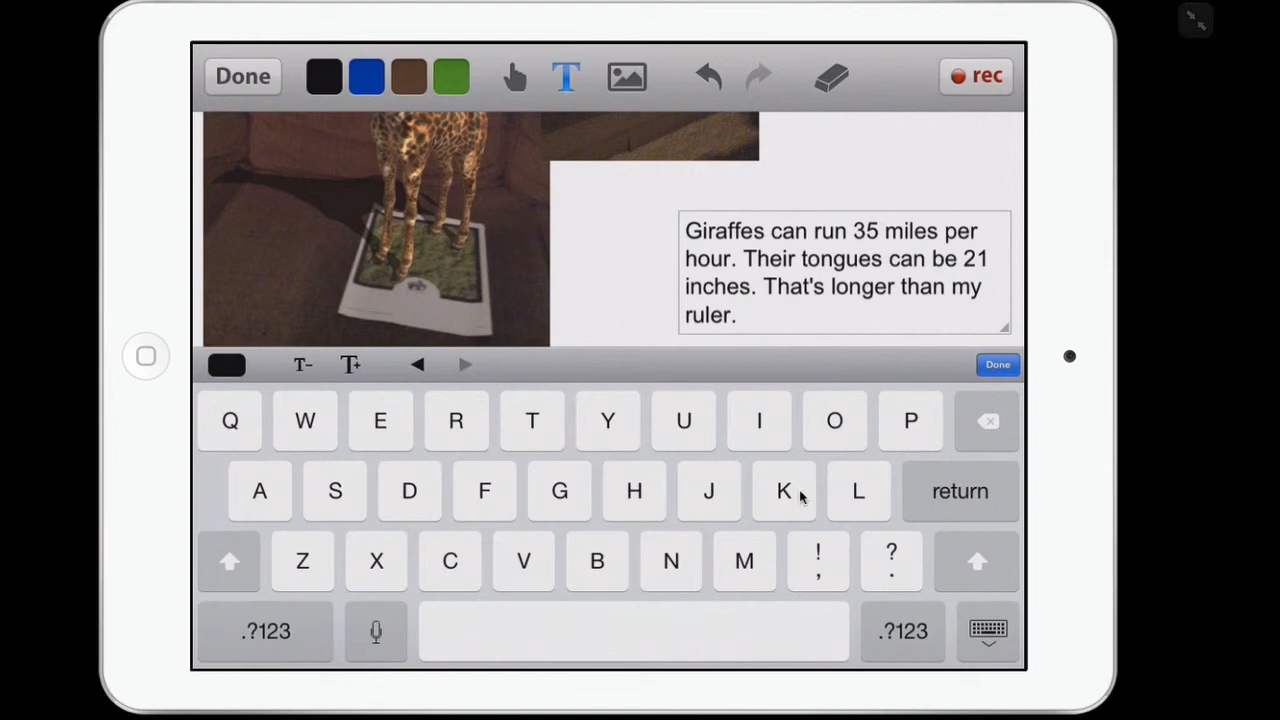 Done
T
rec
Giraffes can run 35 miles per
hour. Their tongues can be 21
inches. That's longer than my
ruler.
T- T+ Done
Q W E R T Y U I O P
A S D F G H J K L return
Z X C V B N M ! , ? .
.?123 .?123